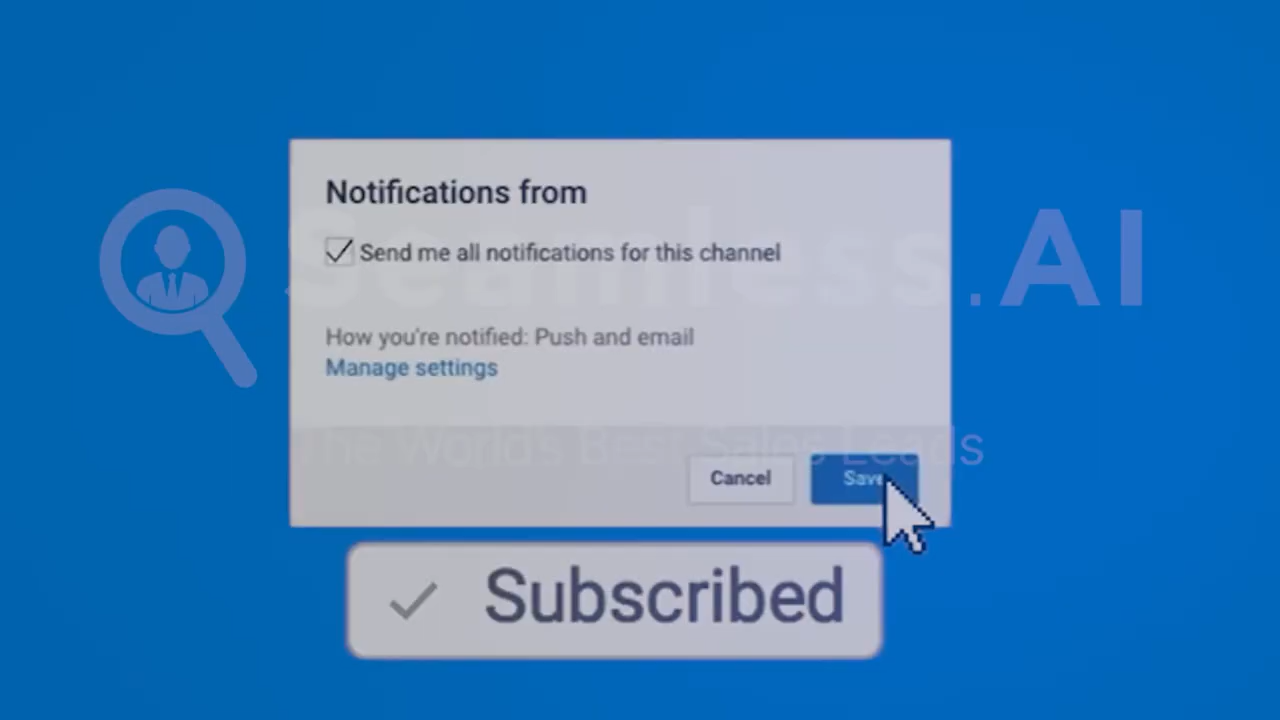 Notifications from
Seamless.AI
Send me all notifications for this channel
How you're notified: Push and email
Manage settings
The World's Best Sales Leads
Cancel
Save
Subscribed